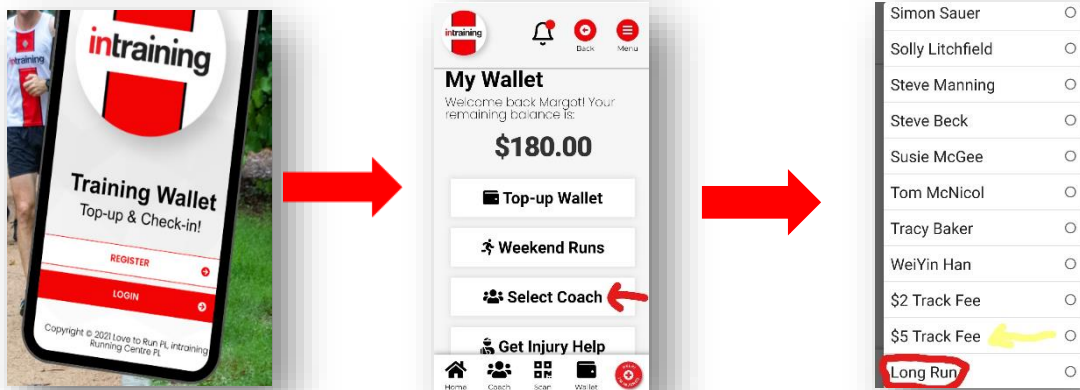 intraining
intraining
Training Wallet
Top-up & Check-in!
REGISTER
LOGIN
Copyright © 2021 Love to Run PL, intraining
Running Centre PL
intraining
Back
Menu
My Wallet
Welcome back Margot! Your
remaining balance is:
$180.00
Top-up Wallet
Weekend Runs
Select Coach
Get Injury Help
Home
Coach
Scan
Wallet
Simon Sauer
Solly Litchfield
Steve Manning
Steve Beck
Susie McGee
Tom McNicol
Tracy Baker
WeiYin Han
$2 Track Fee
$5 Track Fee
Long Run